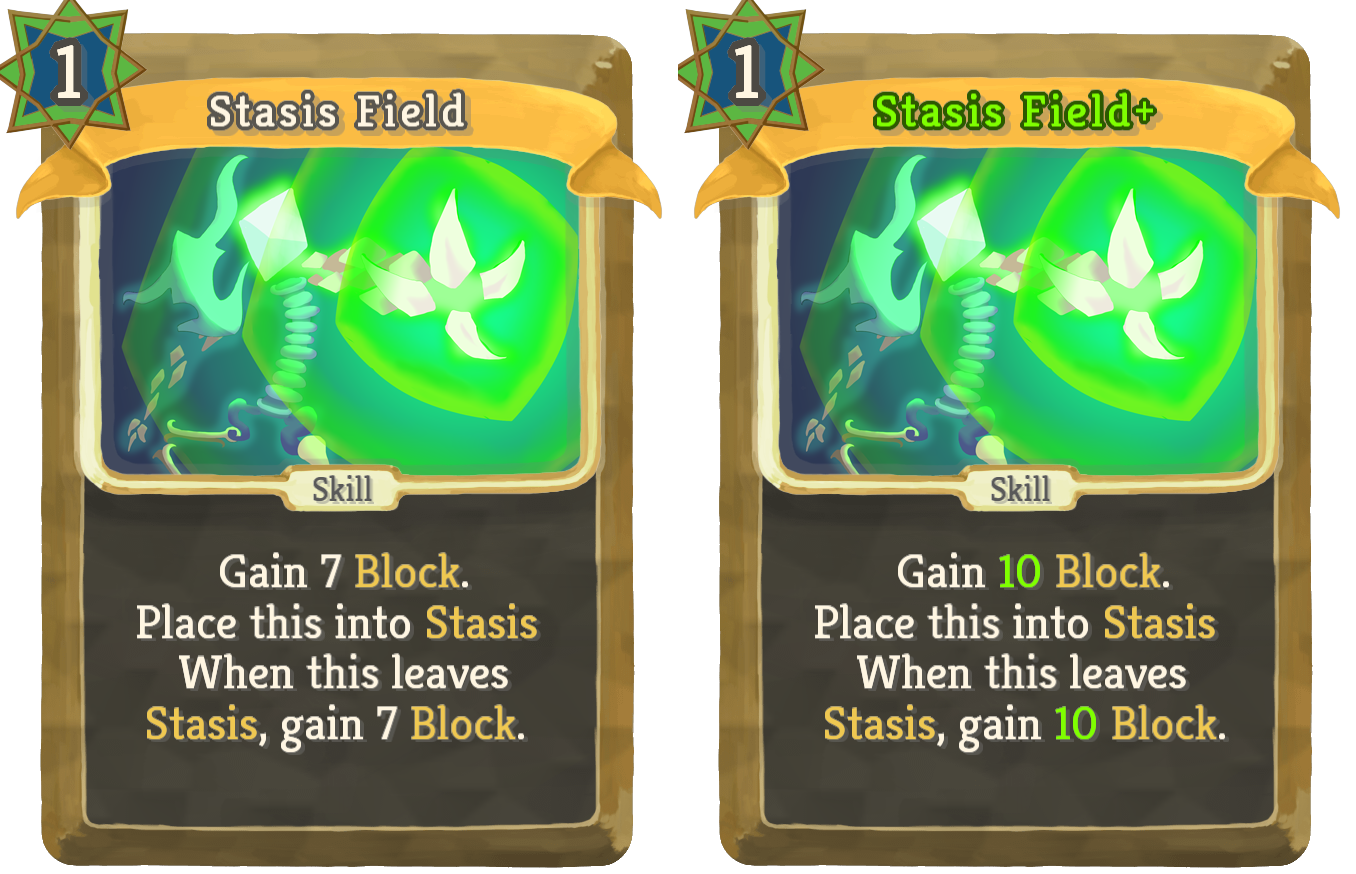 1
Stasis Field
Skill
Gain 7 Block.
Place this into Stasis
When this leaves
Stasis, gain 7 Block.
1
Stasis Field+
Skill
Gain 10 Block.
Place this into Stasis
When this leaves
Stasis, gain 10 Block.